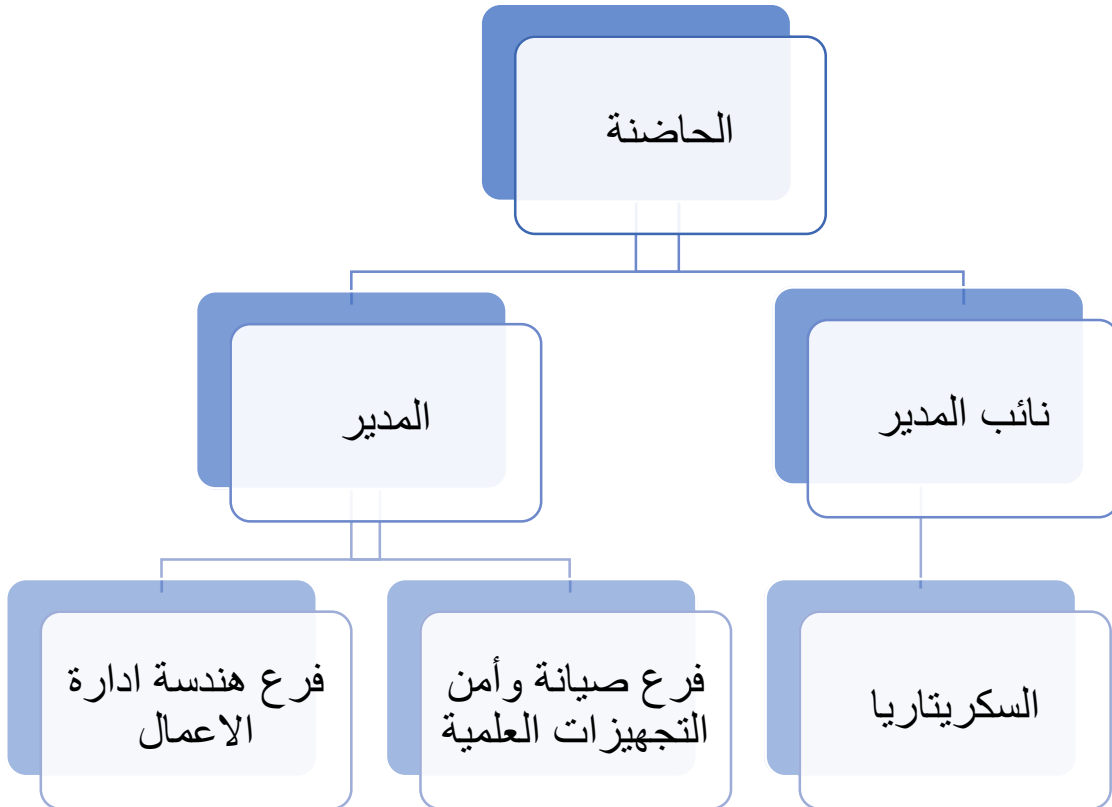 الحاضنة
نائب المدير
المدير
السكريتاريا
فرع صيانة وأمن
التجهيزات العلمية
فرع هندسة ادارة
الاعمال